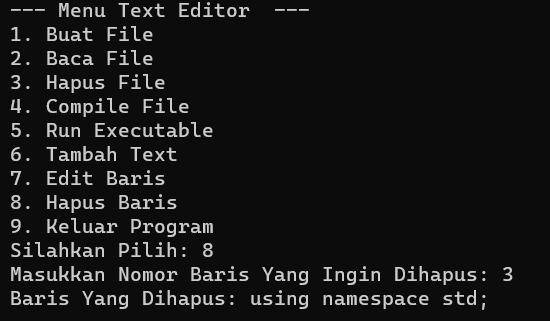 --- Menu Text Editor  ---
1. Buat File
2. Baca File
3. Hapus File
4. Compile File
5. Run Executable
6. Tambah Text
7. Edit Baris
8. Hapus Baris
9. Keluar Program
Silahkan Pilih: 8
Masukkan Nomor Baris Yang Ingin Dihapus: 3
Baris Yang Dihapus: using namespace std;